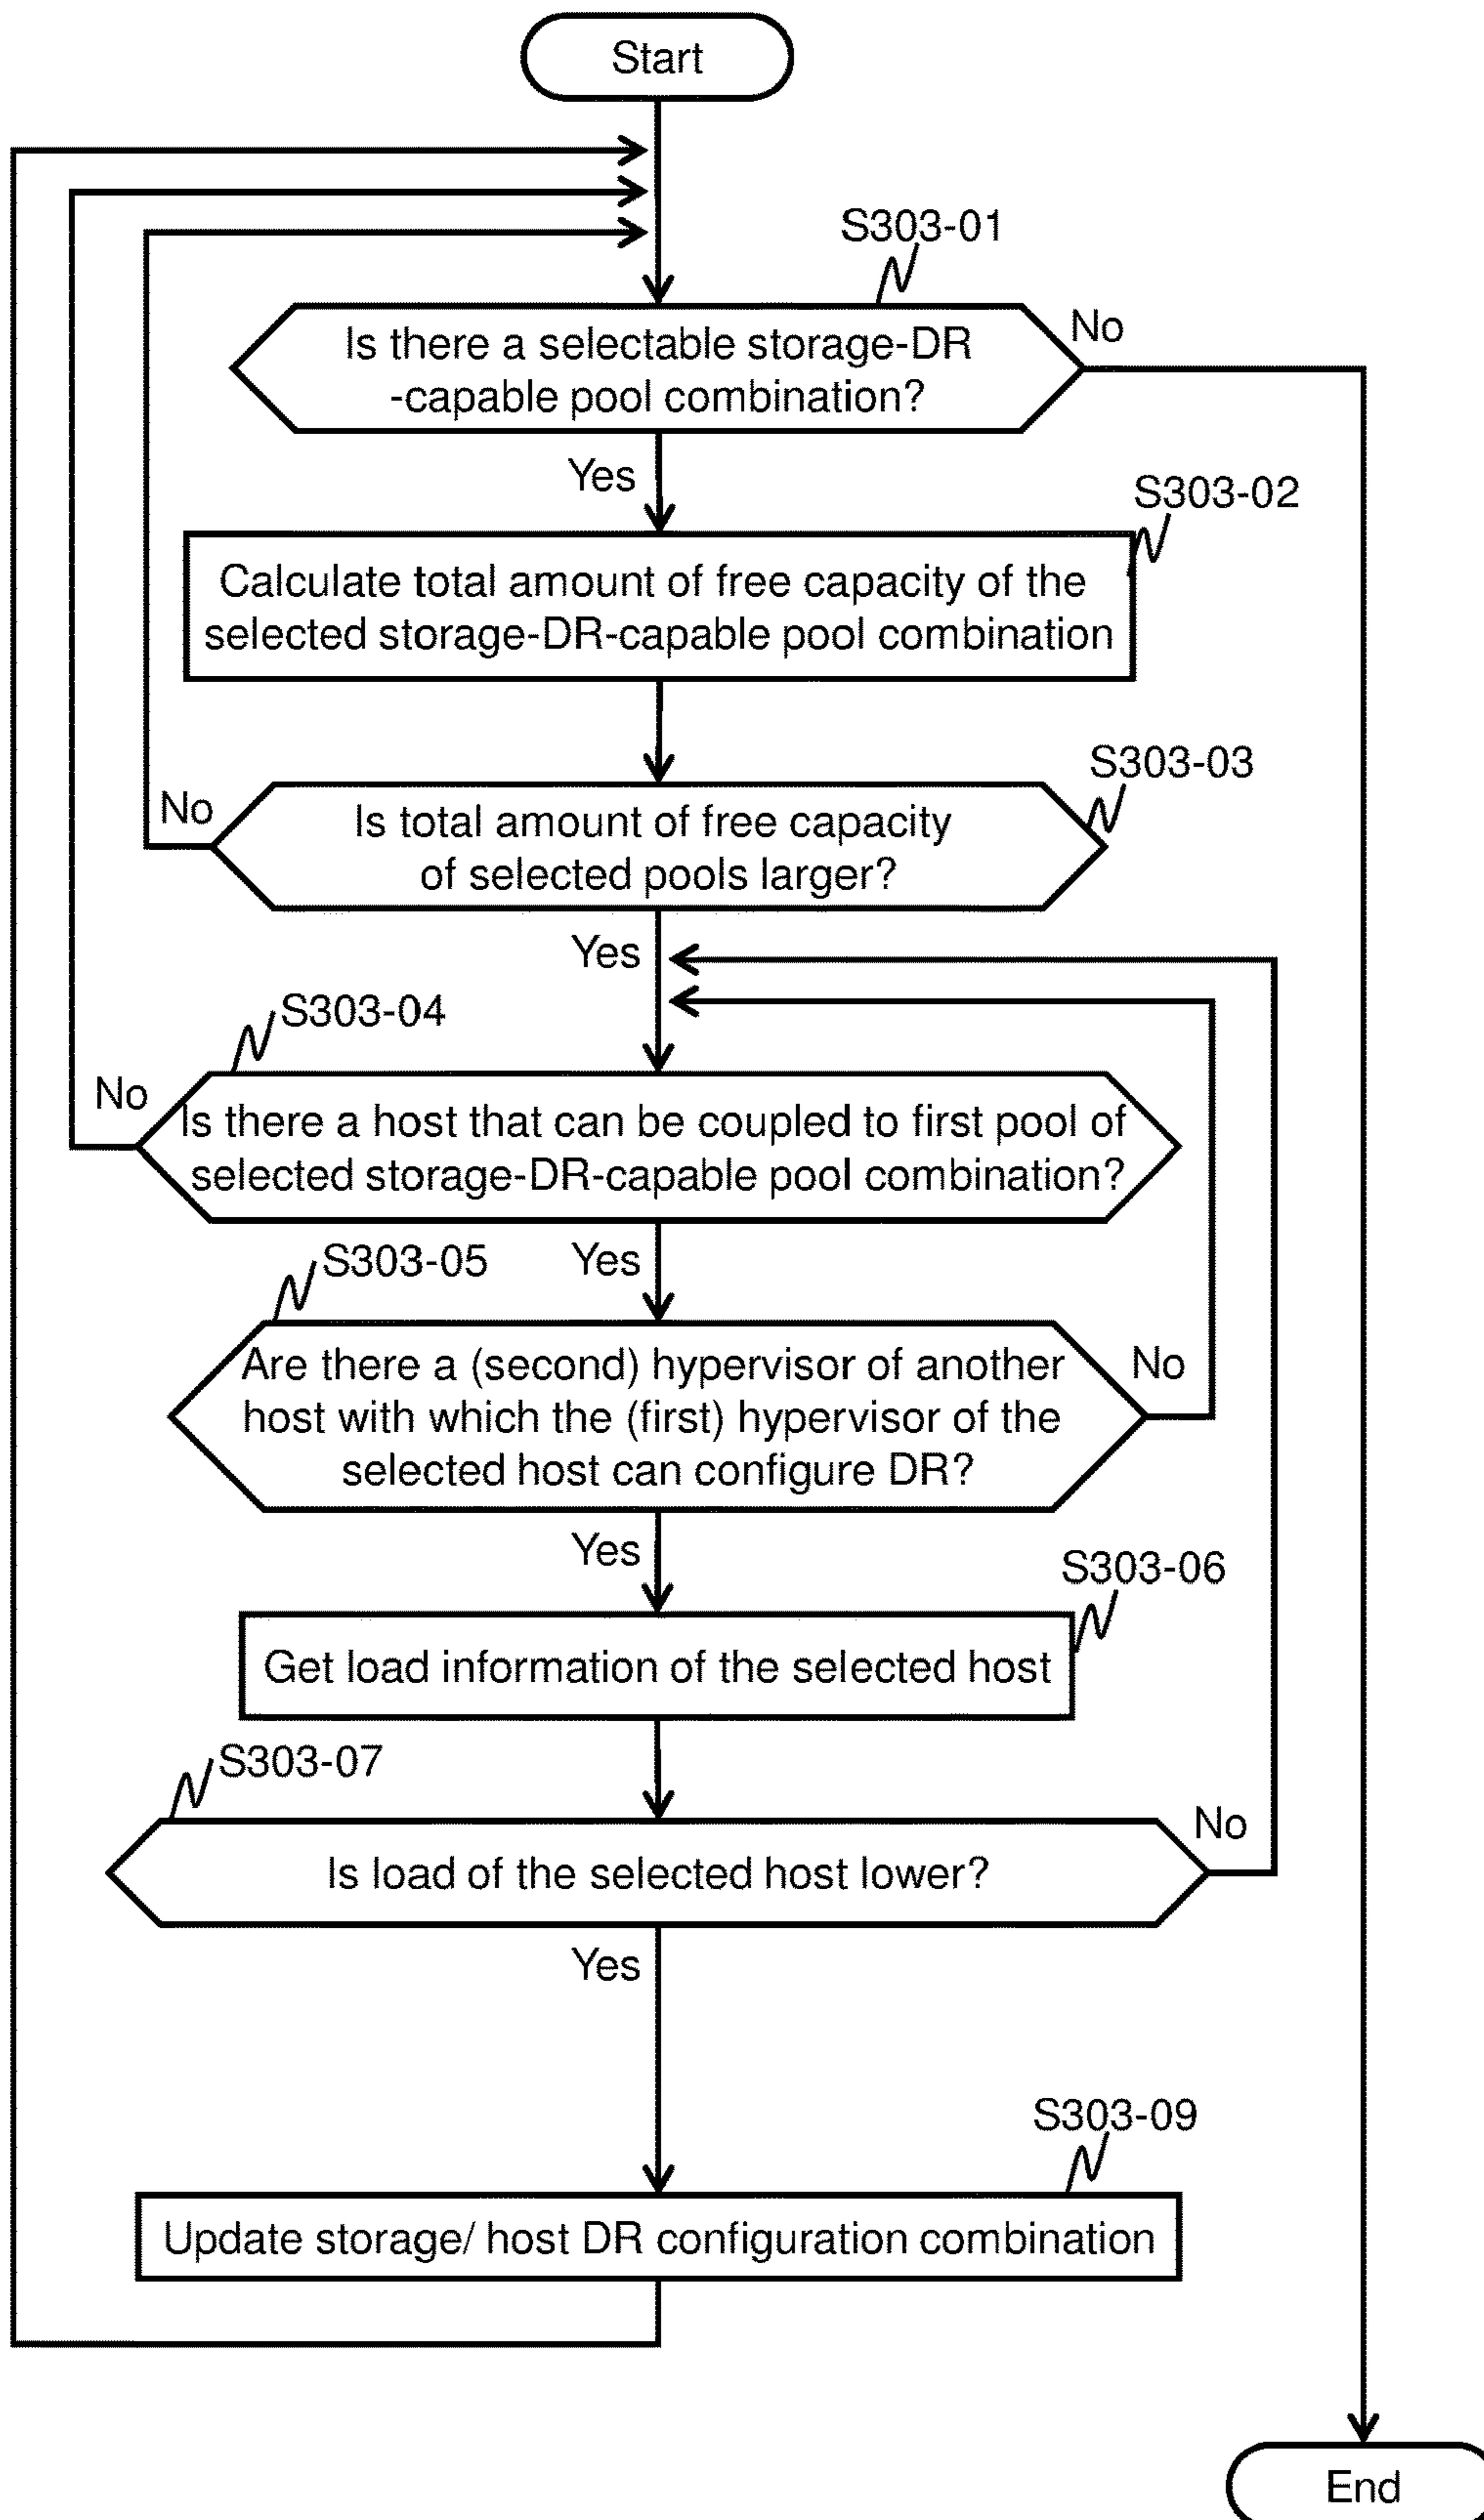 Start
S303-01
Is there a selectable storage-DR
-capable pool combination?
No
Yes
S303-02
Calculate total amount of free capacity of the
selected storage-DR-capable pool combination
S303-03
No
Is total amount of free capacity
of selected pools larger?
Yes
S303-04
No
Is there a host that can be coupled to first pool of
selected storage-DR-capable pool combination?
S303-05
Yes
Are there a (second) hypervisor of another
host with which the (first) hypervisor of the
selected host can configure DR?
No
Yes
S303-06
Get load information of the selected host
S303-07
No
Is load of the selected host lower?
Yes
S303-09
Update storage/ host DR configuration combination
End